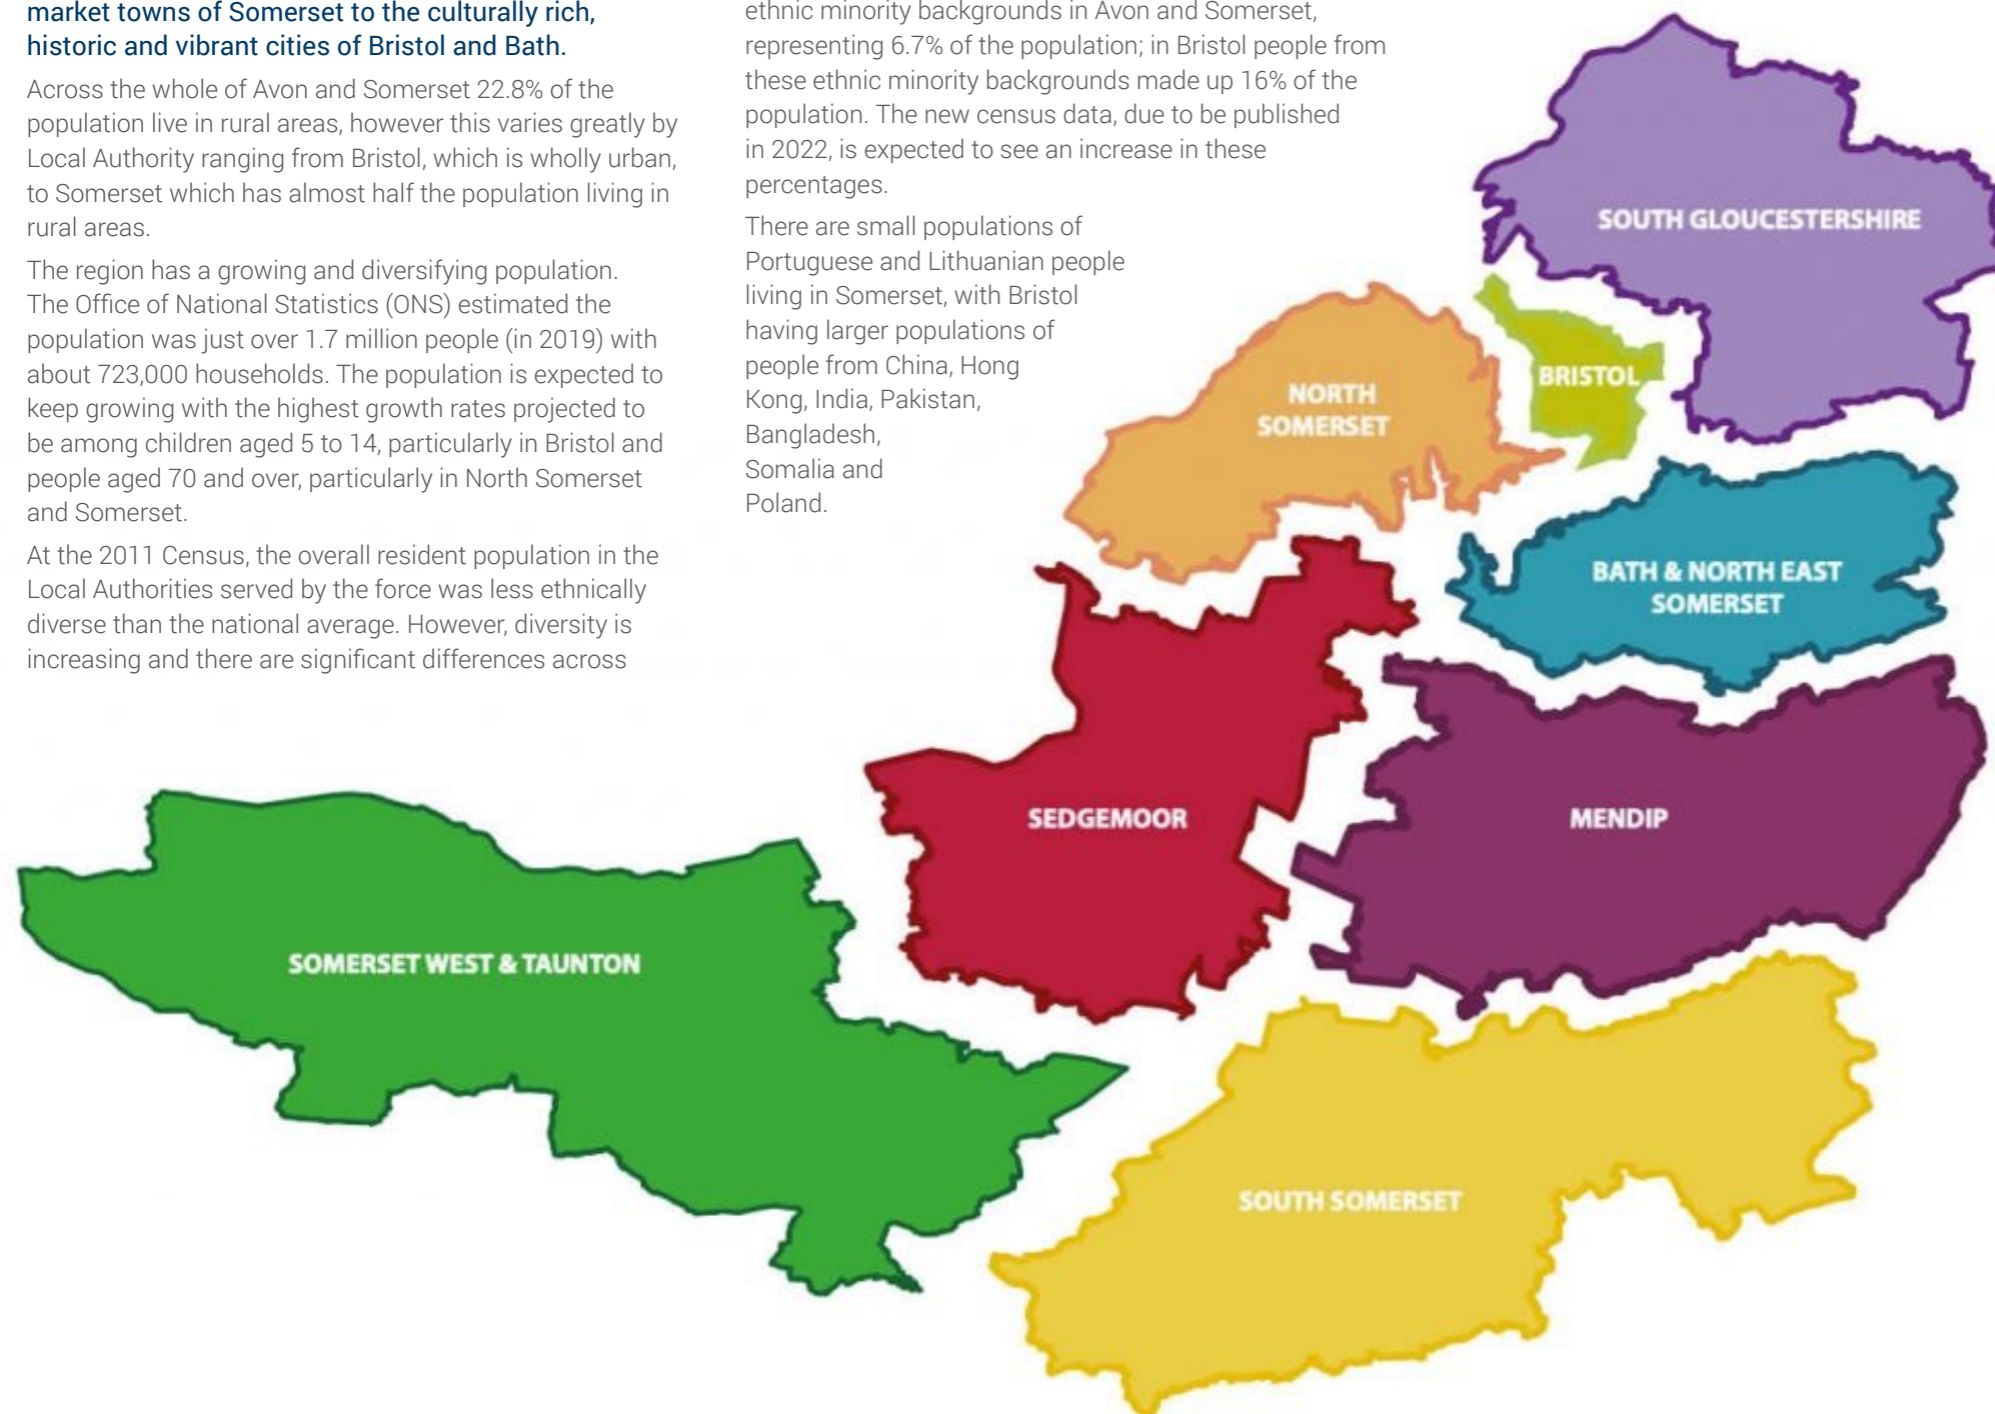 market towns of Somerset to the culturally rich,
historic and vibrant cities of Bristol and Bath.
Across the whole of Avon and Somerset 22.8% of the
population live in rural areas, however this varies greatly by
Local Authority ranging from Bristol, which is wholly urban,
to Somerset which has almost half the population living in
rural areas.
The region has a growing and diversifying population.
The Office of National Statistics (ONS) estimated the
population was just over 1.7 million people (in 2019) with
about 723,000 households. The population is expected to
keep growing with the highest growth rates projected to
be among children aged 5 to 14, particularly in Bristol and
people aged 70 and over, particularly in North Somerset
and Somerset.
At the 2011 Census, the overall resident population in the
Local Authorities served by the force was less ethnically
diverse than the national average. However, diversity is
increasing and there are significant differences across
ethnic minority backgrounds in Avon and Somerset,
representing 6.7% of the population; in Bristol people from
these ethnic minority backgrounds made up 16% of the
population. The new census data, due to be published
in 2022, is expected to see an increase in these
percentages.
There are small populations of
Portuguese and Lithuanian people
living in Somerset, with Bristol
having larger populations of
people from China, Hong
Kong, India, Pakistan,
Bangladesh,
Somalia and
Poland.
SOUTH GLOUCESTERSHIRE
BRISTOL
NORTH
SOMERSET
BATH & NORTH EAST
SOMERSET
SEDGEMOOR
MENDIP
SOMERSET WEST & TAUNTON
SOUTH SOMERSET